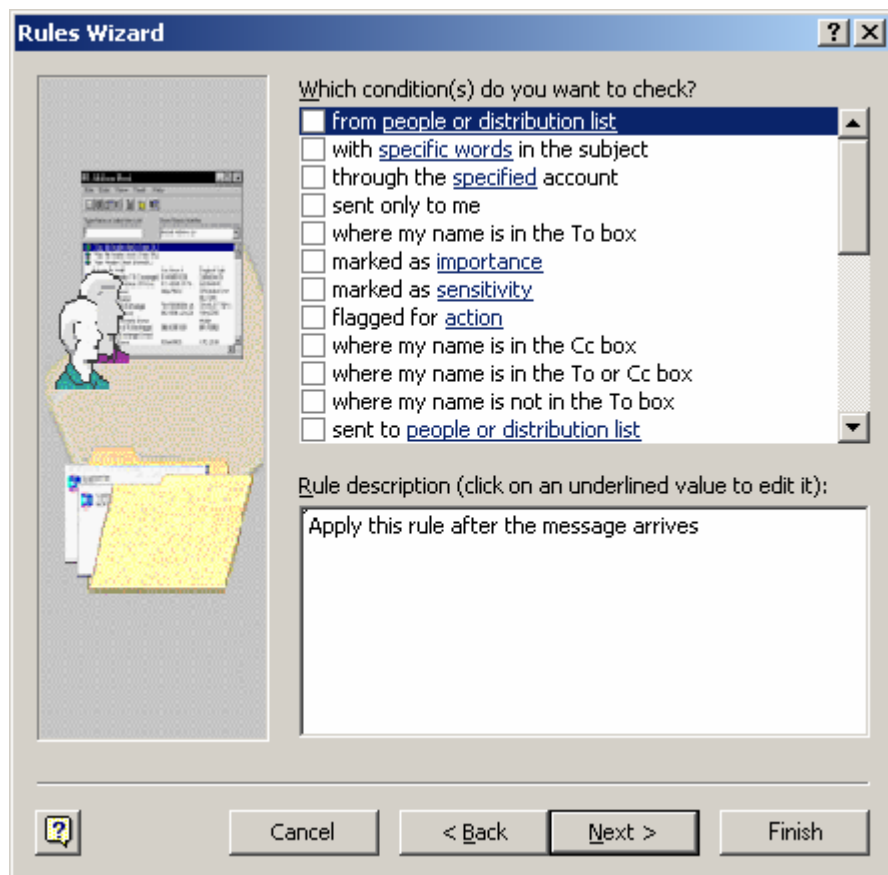 Rules Wizard
Which condition(s) do you want to check?
from people or distribution list
with specific words in the subject
through the specified account
sent only to me
where my name is in the To box
marked as importance
marked as sensitivity
flagged for action
where my name is in the Cc box
where my name is in the To or Cc box
where my name is not in the To box
sent to people or distribution list
Rule description (click on an underlined value to edit it):
Apply this rule after the message arrives
Cancel
< Back
Next >
Finish